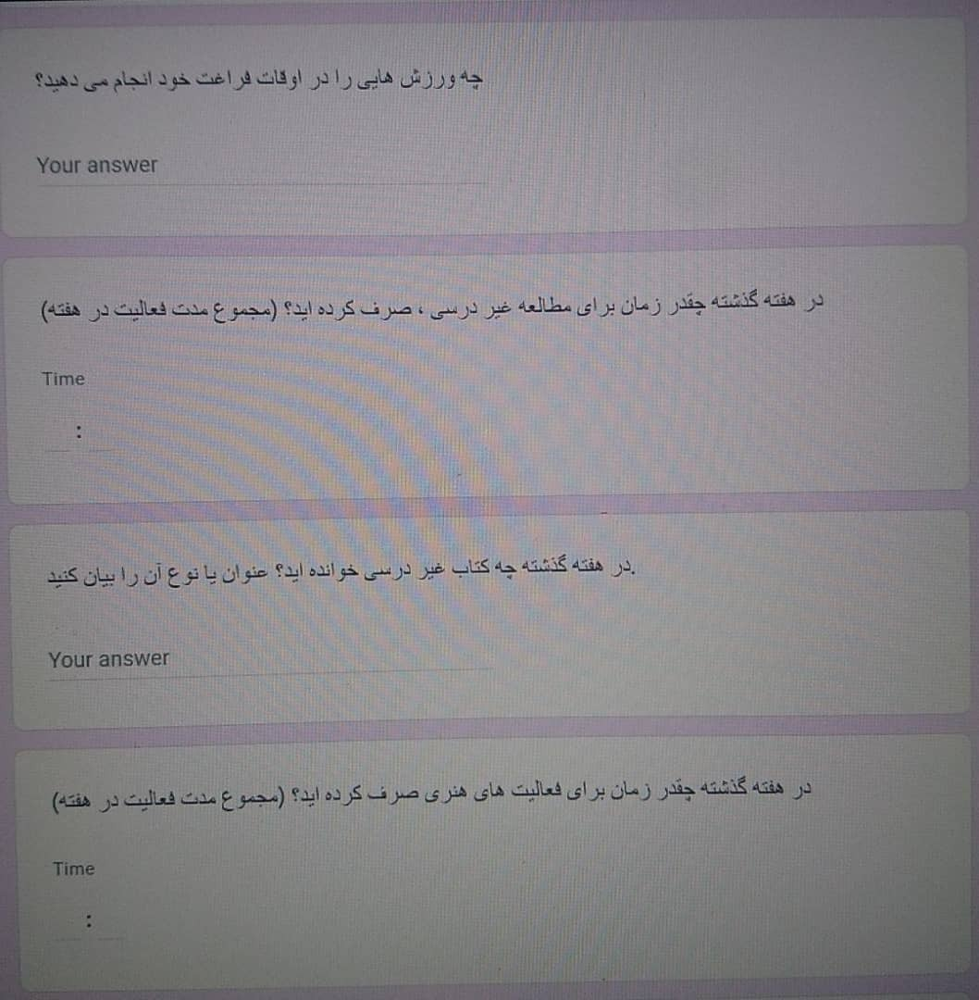 چه ورزش هایی را در اوقات فراغت خود انجام می دهید؟
Your answer
در هفته گذشته چقدر زمان برای مطالعه غیر درسی ، صرف کرده اید؟ (مجموع مدت فعالیت در هفته)
Time
:
در هفته گذشته چه کتاب غیر درسی خوانده اید؟ عنوان یا نوع آن را بیان کنید.
Your answer
در هفته گذشته چقدر زمان برای فعالیت های هنری صرف کرده اید؟ (مجموع مدت فعالیت در هفته)
Time
: